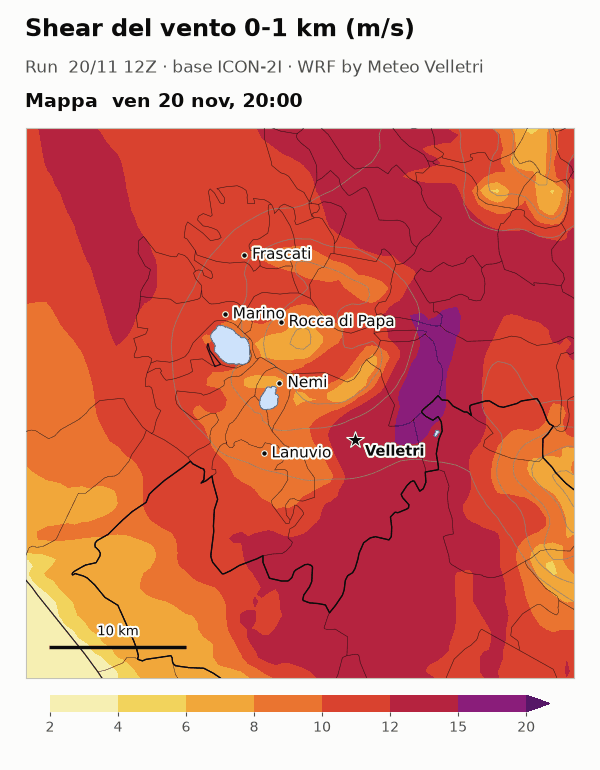 Shear del vento 0-1 km (m/s)
Run  20/11 12Z · base ICON-2I · WRF by Meteo Velletri
Mappa  ven 20 nov, 20:00
Frascati
Marino
Rocca di Papa
Nemi
Velletri
Lanuvio
10 km
2 4 6 8 10 12 15 20